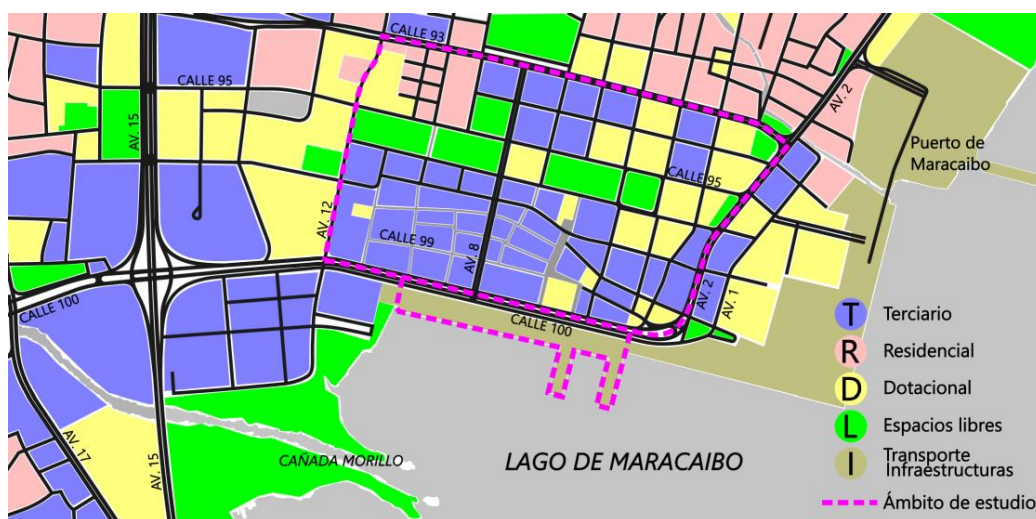 CALLE 93
CALLE 95
AV. 15
AV. 2
Puerto de
Maracaibo
CALLE 95
AV. 12
CALLE 99
AV. 8
AV. 2
AV. 1
CALLE 100
CALLE 100
T Terciario
R Residencial
D Dotacional
L Espacios libres
I Transporte
Infraestructuras
Ámbito de estudio
AV. 17
AV. 15
CAÑADA MORILLO
LAGO DE MARACAIBO